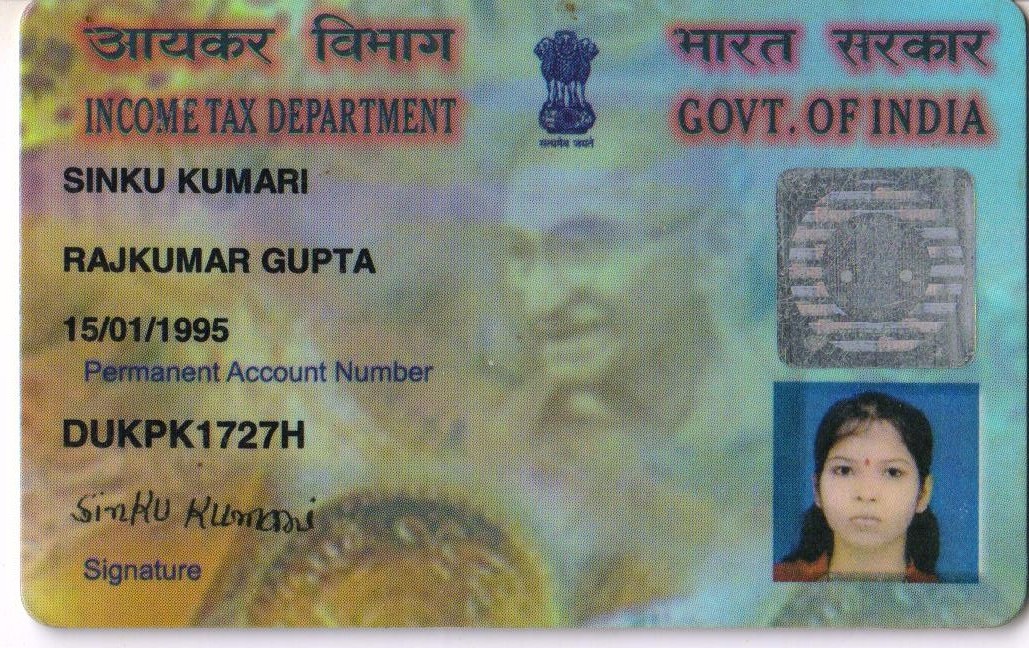 आयकर विभाग
INCOME TAX DEPARTMENT
सत्यमेव जयते
भारत सरकार
GOVT. OF INDIA
SINKU KUMARI
RAJKUMAR GUPTA
15/01/1995
Permanent Account Number
DUKPK1727H
Sinku Kumari
Signature